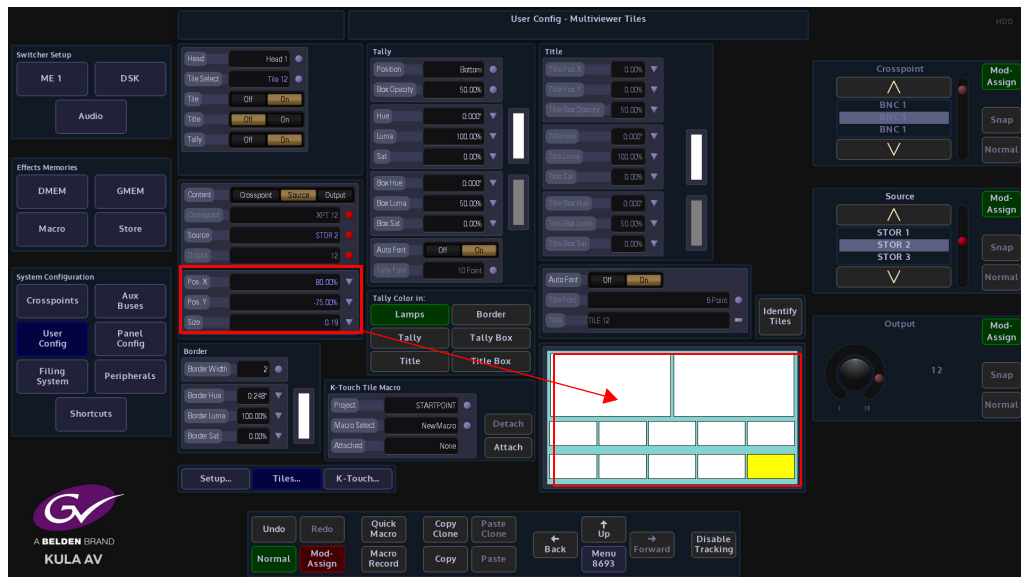 User Config - Multiviewer Tiles
HDD
Switcher Setup
ME 1
DSK
Audio
Effects Memories
DMEM
GMEM
Macro
Store
System Configuration
Crosspoints
Aux
Buses
User
Config
Panel
Config
Filing
System
Peripherals
Shortcuts
Head
Head 1
Tile Select
Tile 12
Tile
Off
On
Title
Off
On
Tally
Off
On
Content
Crosspoint
Source
Output
Crosspoint
XPT 12
Source
STOR 2
Output
12
Pos. X
80.00%
Pos. Y
-75.00%
Size
0.19
Border
Border Width
2
Border Hue
0.248°
Border Luma
100.00%
Border Sat
0.00%
Tally
Position
Bottom
Box Opacity
50.00%
Hue
0.000°
Luma
100.00%
Sat
0.00%
Box Hue
0.000°
Box Luma
50.00%
Box Sat
0.00%
Auto Font
Off
On
Tally Font
10 Point
Tally Color in:
Lamps
Border
Tally
Tally Box
Title
Title Box
K-Touch Tile Macro
Project
STARTPOINT
Macro Select
New Macro
Attached
None
Detach
Attach
Title
Title Pos. X
0.00%
Title Pos. Y
0.00%
Title Box Opacity
50.00%
Title Hue
0.000°
Title Luma
100.00%
Title Sat
0.00%
Title Box Hue
0.000°
Title Box Luma
50.00%
Title Box Sat
0.00%
Auto Font
Off
On
Title Font
6 Point
Title
TILE 12
Identify
Tiles
Crosspoint
BNC 1
BNC 1
BNC 1
Mod-
Assign
Snap
Normal
Source
STOR 1
STOR 2
STOR 3
Mod-
Assign
Snap
Normal
Output
1
18
12
Mod-
Assign
Snap
Normal
Setup...
Tiles...
K-Touch...
GV
A BELDEN BRAND
KULA AV
Undo
Redo
Quick
Macro
Copy
Clone
Paste
Clone
Normal
Mod-
Assign
Macro
Record
Copy
Paste
Back
Up
Menu
8693
Forward
Disable
Tracking